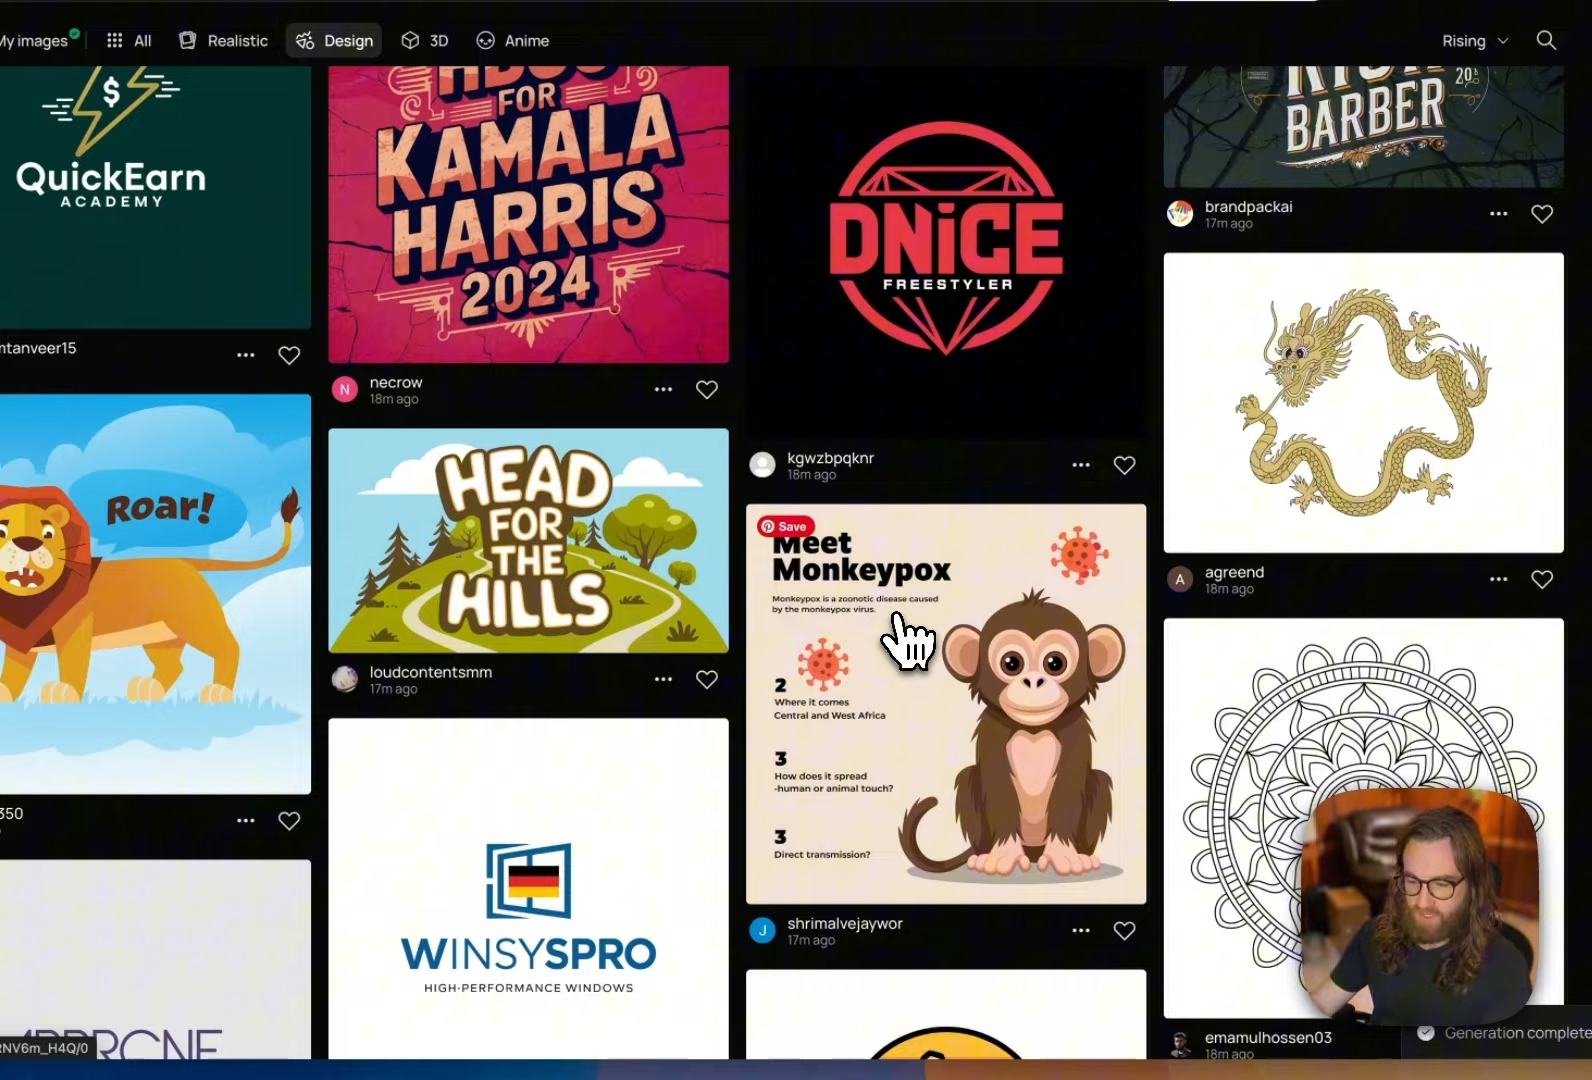 My images
All
Realistic
Design
3D
Anime
Rising
$
QuickEarn
ACADEMY
mtanveer15
Roar!
350
RNV6m_H4Q/0
FOR
KAMALA
HARRIS
2024
N
necrow
18m ago
HEAD
FOR
THE
HILLS
loudcontentsmm
17m ago
WINSYSPRO
HIGH-PERFORMANCE WINDOWS
DNiCE
FREESTYLER
kgwzbpqknr
18m ago
Save
Meet
Monkeypox
Monkeypox is a zoonotic disease caused
by the monkeypox virus.
2
Where it comes
Central and West Africa
3
How does it spread
-human or animal touch?
3
Direct transmission?
J
shrimalvejaywor
17m ago
BARBER
brandpackai
17m ago
A
agreend
18m ago
emamulhossen03
18m ago
Generation complete